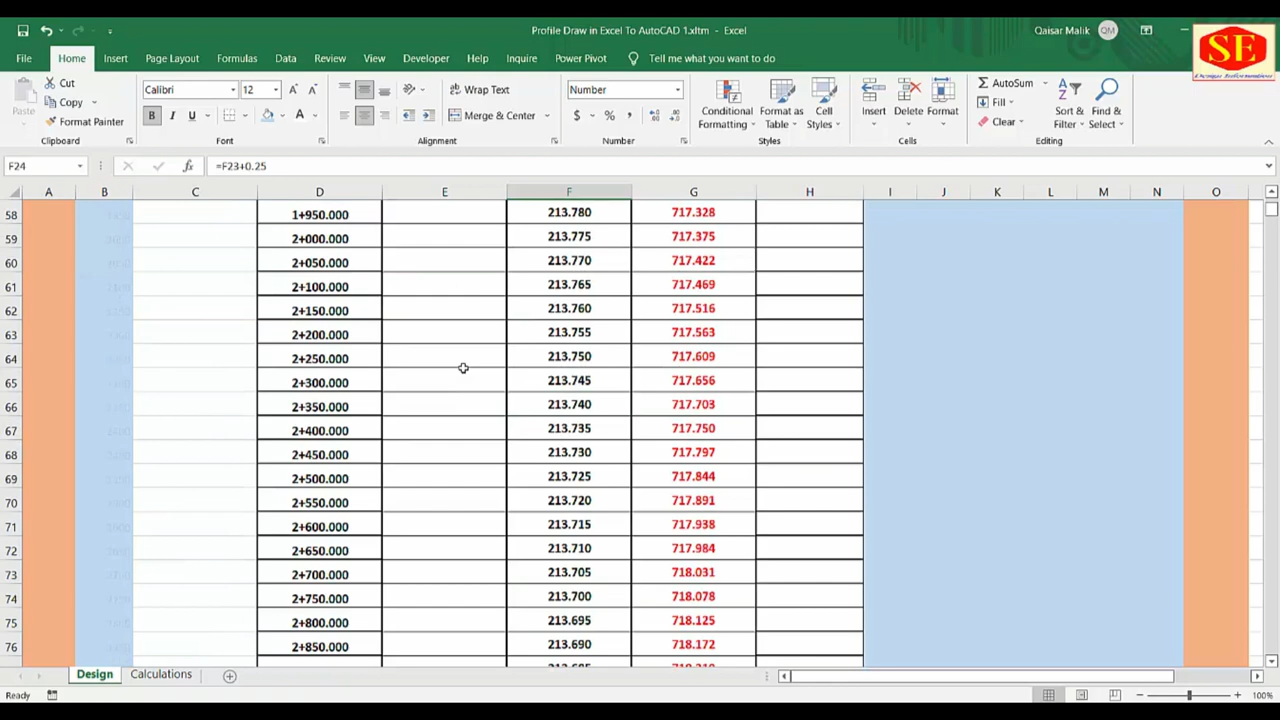 Profile Draw in Excel To AutoCAD 1.xltm - Excel
Qaisar Malik QM
SE
File Home Insert Page Layout Formulas Data Review View Developer Help Inquire Power Pivot Tell me what you want to do
Paste
Cut
Copy
Format Painter
Clipboard
Calibri 12
B I U
Font
Wrap Text
Merge & Center
Alignment
Number
$ % ,
Number
Conditional Formatting
Format as Table
Cell Styles
Styles
Insert Delete Format
Cells
AutoSum
Fill
Clear
Sort & Filter
Find & Select
Editing
F24 fx =F23+0.25
A B C D E F G H I J K L M N O
58 1+950.000 213.780 717.328
59 2+000.000 213.775 717.375
60 2+050.000 213.770 717.422
61 2+100.000 213.765 717.469
62 2+150.000 213.760 717.516
63 2+200.000 213.755 717.563
64 2+250.000 213.750 717.609
65 2+300.000 213.745 717.656
66 2+350.000 213.740 717.703
67 2+400.000 213.735 717.750
68 2+450.000 213.730 717.797
69 2+500.000 213.725 717.844
70 2+550.000 213.720 717.891
71 2+600.000 213.715 717.938
72 2+650.000 213.710 717.984
73 2+700.000 213.705 718.031
74 2+750.000 213.700 718.078
75 2+800.000 213.695 718.125
76 2+850.000 213.690 718.172
Design Calculations
Ready 100%